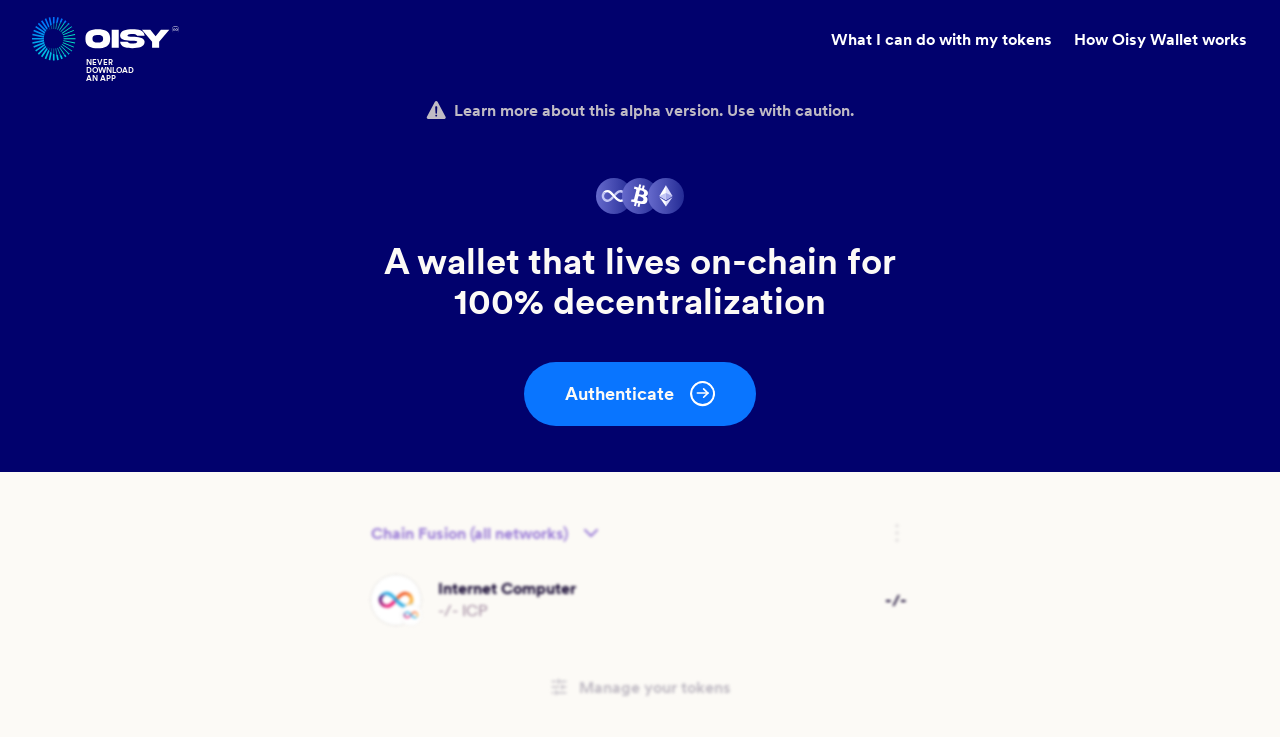 OISY
NEVER
DOWNLOAD
AN APP
What I can do with my tokens
How Oisy Wallet works
Learn more about this alpha version. Use with caution.
A wallet that lives on-chain for
100% decentralization
Authenticate
Chain Fusion (all networks)
Internet Computer
-/- ICP
-/-
Manage your tokens